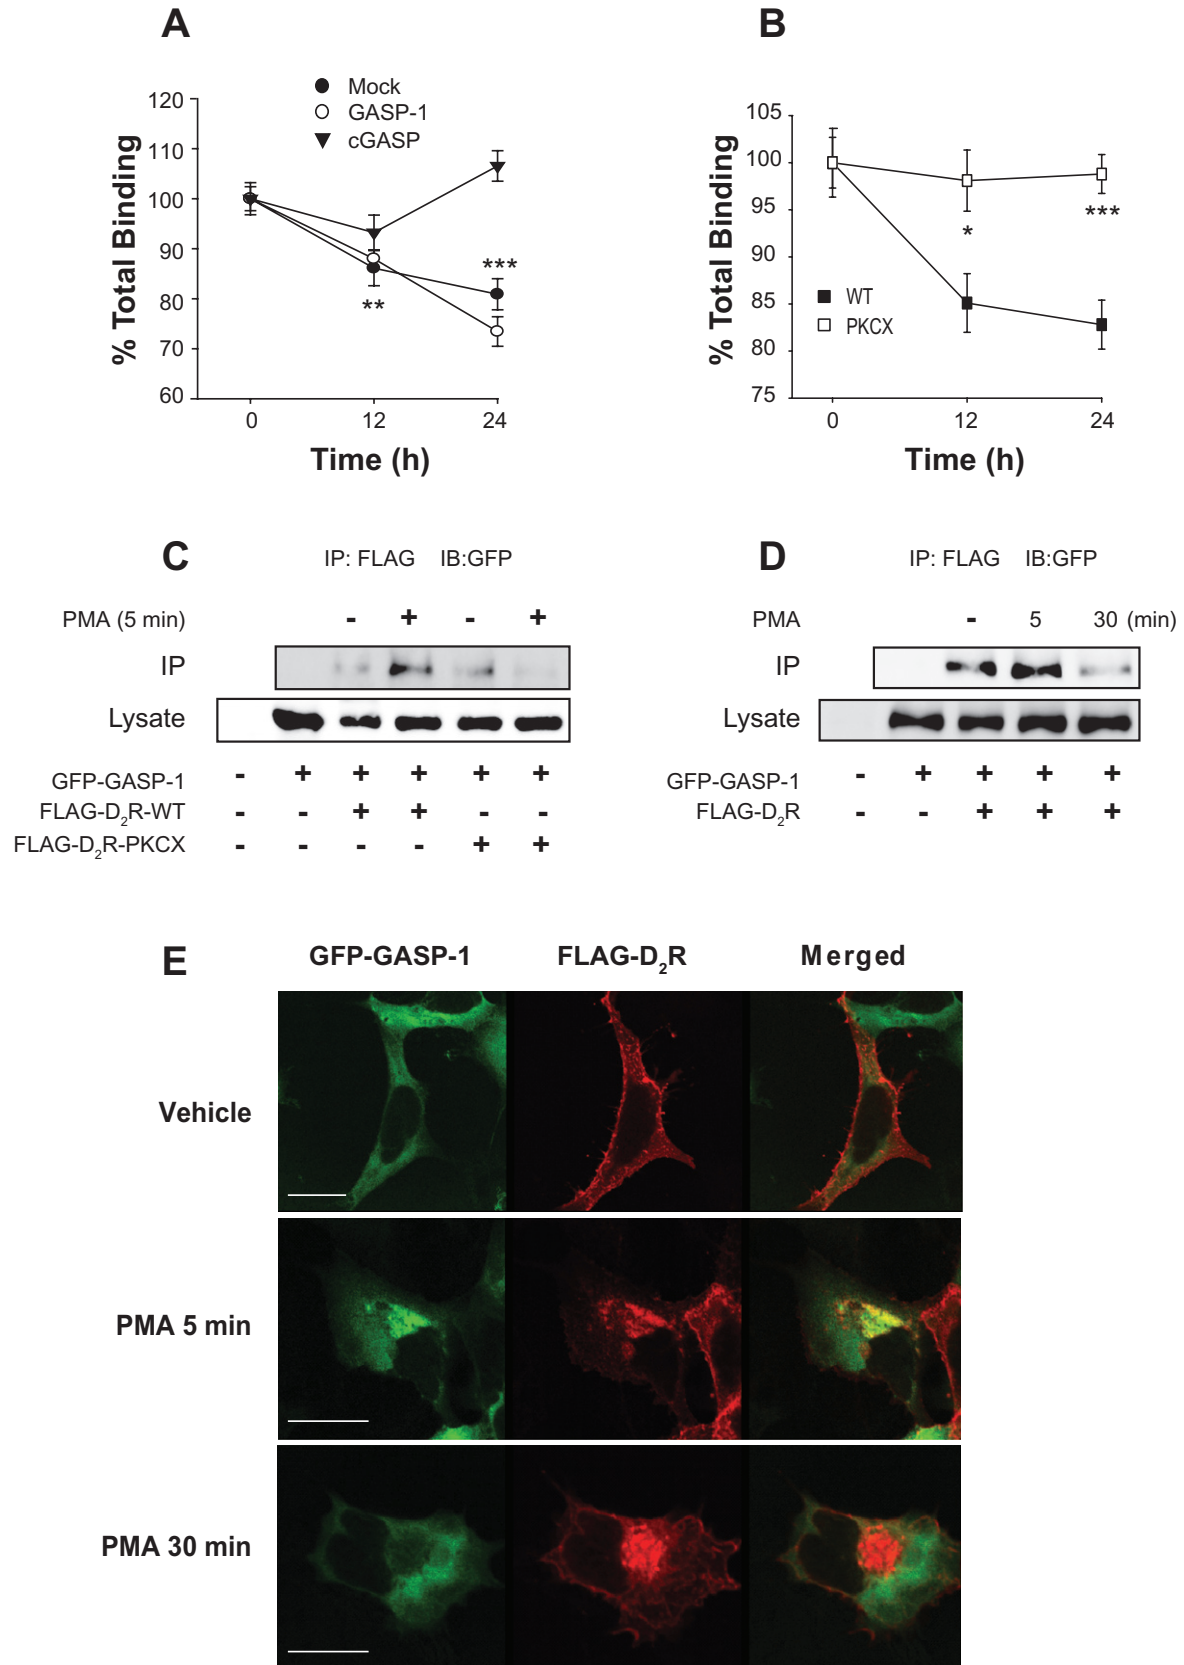 A
Mock
GASP-1
cGASP
120
110
100
90
80
70
60
% Total Binding
**
***
0 12 24
Time (h)
B
105
100
95
90
85
80
75
% Total Binding
*
***
WT
PKCX
0 12 24
Time (h)
C
IP: FLAG IB:GFP
PMA (5 min) - + - +
IP
Lysate
GFP-GASP-1 - + + + + +
FLAG-D2R-WT - - + + - -
FLAG-D2R-PKCX - - - - + +
D
IP: FLAG IB:GFP
PMA - 5 30 (min)
IP
Lysate
GFP-GASP-1 - + + + +
FLAG-D2R - - + + +
E
GFP-GASP-1 FLAG-D2R Merged
Vehicle
PMA 5 min
PMA 30 min